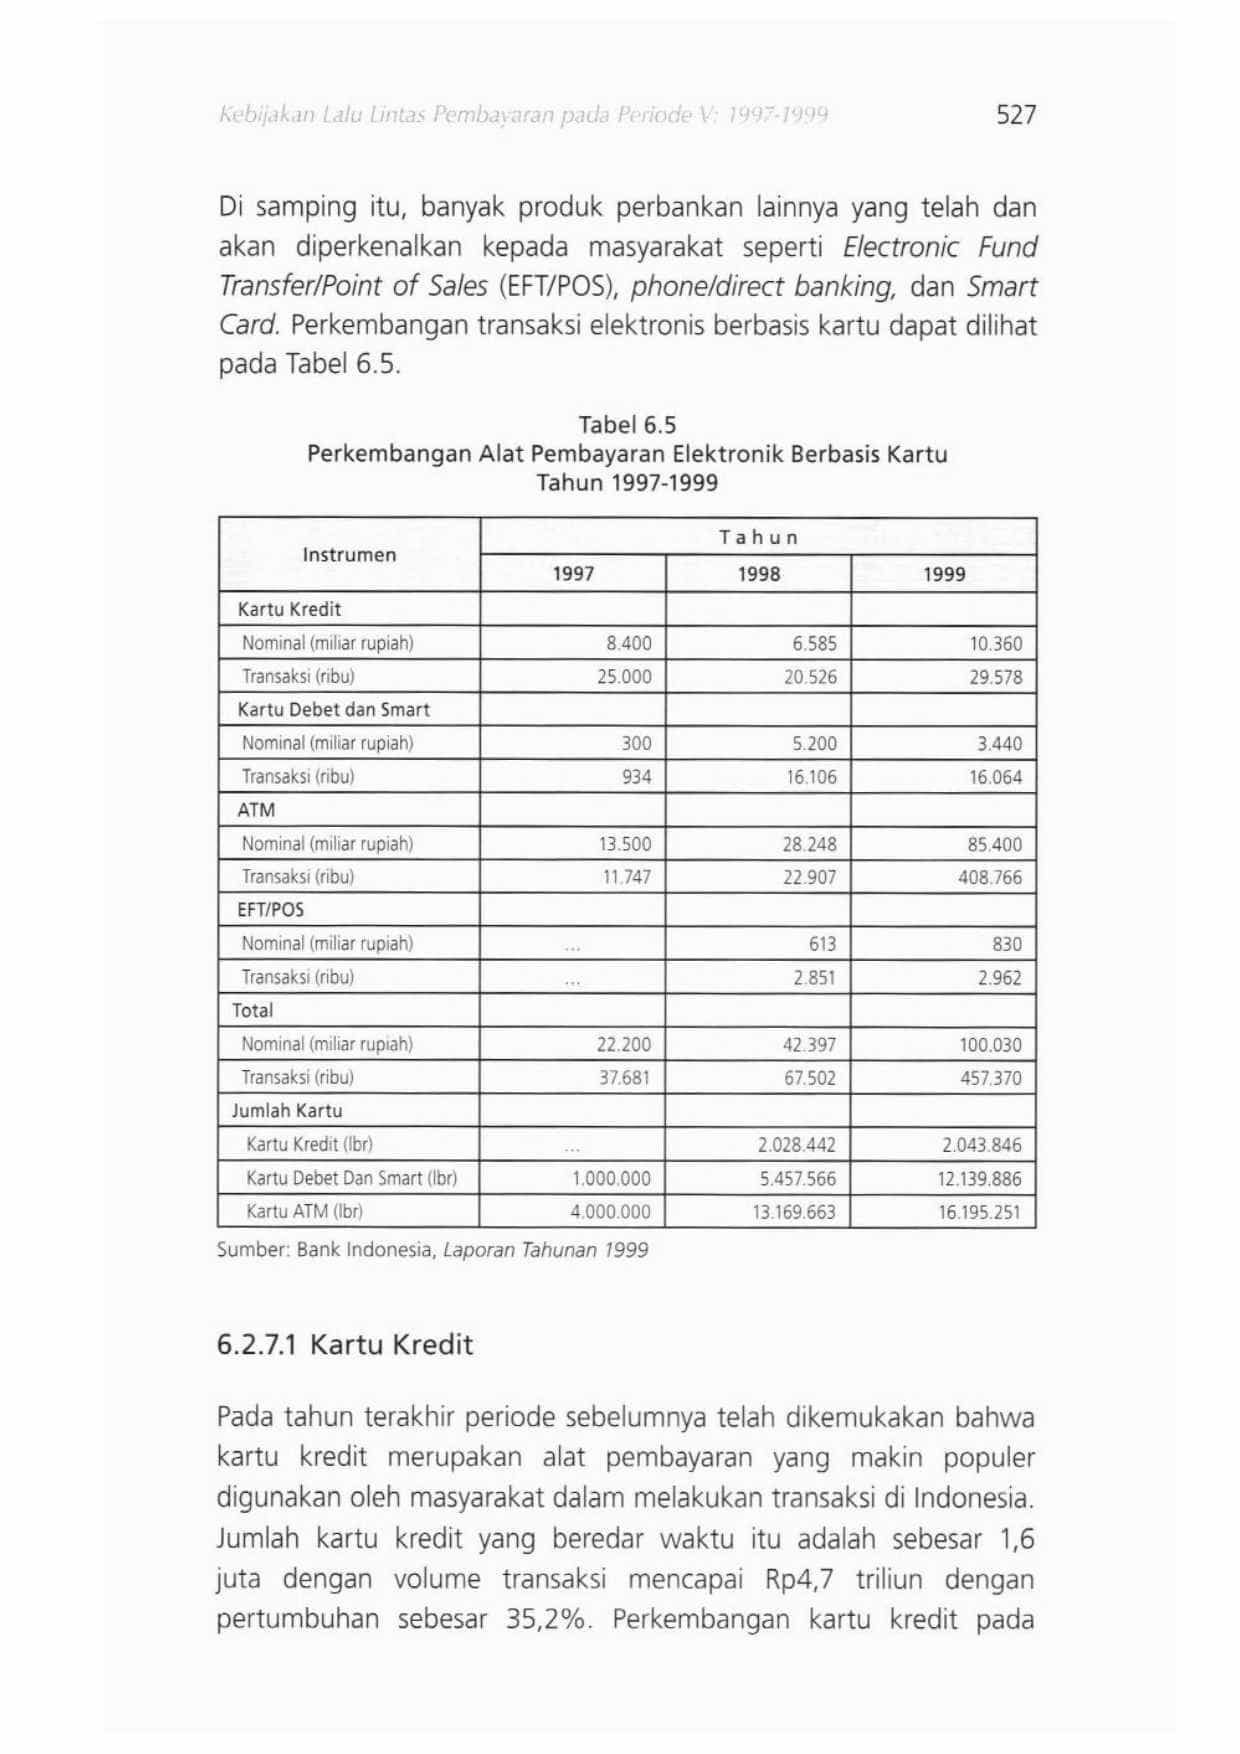 Kebijakan Lalu Lintas Pembayaran pada Periode V: 1997-1999 527
Di samping itu, banyak produk perbankan lainnya yang telah dan
akan diperkenalkan kepada masyarakat seperti Electronic Fund
Transfer/Point of Sales (EFT/POS), phone/direct banking, dan Smart
Card. Perkembangan transaksi elektronis berbasis kartu dapat dilihat
pada Tabel 6.5.
Tabel 6.5
Perkembangan Alat Pembayaran Elektronik Berbasis Kartu
Tahun 1997-1999
Instrumen Tahun
1997 1998 1999
Kartu Kredit
Nominal (miliar rupiah) 8.400 6.585 10.360
Transaksi (ribu) 25.000 20.526 29.578
Kartu Debet dan Smart
Nominal (miliar rupiah) 300 5.200 3.440
Transaksi (ribu) 934 16.106 16.064
ATM
Nominal (miliar rupiah) 13.500 28.248 85.400
Transaksi (ribu) 11.747 22.907 408.766
EFT/POS
Nominal (miliar rupiah) ... 613 830
Transaksi (ribu) ... 2.851 2.962
Total
Nominal (miliar rupiah) 22.200 42.397 100.030
Transaksi (ribu) 37.681 67.502 457.370
Jumlah Kartu
Kartu Kredit (lbr) ... 2.028.442 2.043.846
Kartu Debet Dan Smart (lbr) 1.000.000 5.457.566 12.139.886
Kartu ATM (lbr) 4.000.000 13.169.663 16.195.251
Sumber: Bank Indonesia, Laporan Tahunan 1999
6.2.7.1 Kartu Kredit
Pada tahun terakhir periode sebelumnya telah dikemukakan bahwa
kartu kredit merupakan alat pembayaran yang makin populer
digunakan oleh masyarakat dalam melakukan transaksi di Indonesia.
Jumlah kartu kredit yang beredar waktu itu adalah sebesar 1,6
juta dengan volume transaksi mencapai Rp4,7 triliun dengan
pertumbuhan sebesar 35,2%. Perkembangan kartu kredit pada